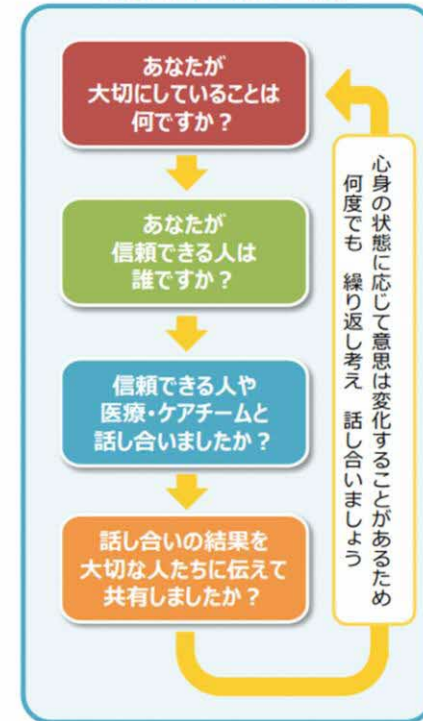 あなたが
大切にしていることは
何ですか？
あなたが
信頼できる人は
誰ですか？
信頼できる人や
医療・ケアチームと
話し合いましたか？
話し合いの結果を
大切な人たちに伝えて
共有しましたか？
心身の状態に応じて意思は変化することがあるため
何度でも　繰り返し考え　話し合いましょう